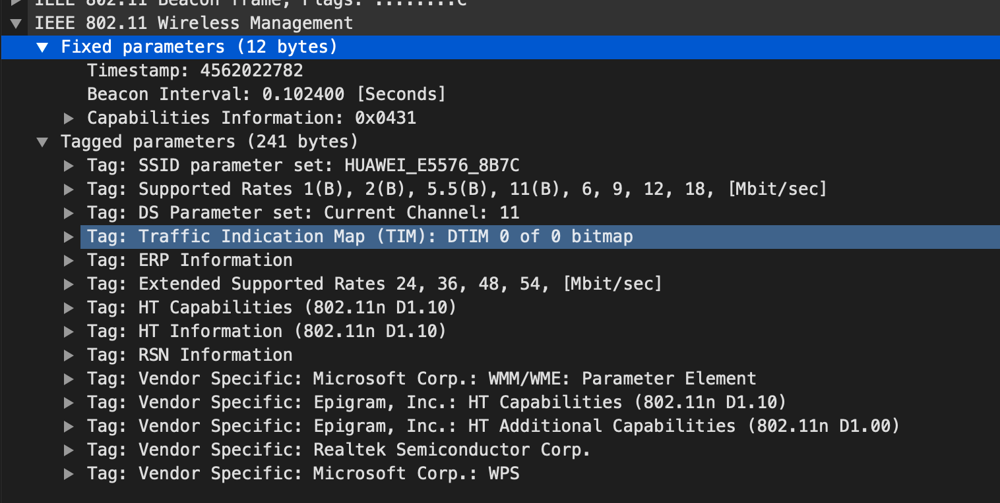 IEEE 802.11 Beacon frame, Flags: ........C
IEEE 802.11 Wireless Management
Fixed parameters (12 bytes)
Timestamp: 4562022782
Beacon Interval: 0.102400 [Seconds]
Capabilities Information: 0x0431
Tagged parameters (241 bytes)
Tag: SSID parameter set: HUAWEI_E5576_8B7C
Tag: Supported Rates 1(B), 2(B), 5.5(B), 11(B), 6, 9, 12, 18, [Mbit/sec]
Tag: DS Parameter set: Current Channel: 11
Tag: Traffic Indication Map (TIM): DTIM 0 of 0 bitmap
Tag: ERP Information
Tag: Extended Supported Rates 24, 36, 48, 54, [Mbit/sec]
Tag: HT Capabilities (802.11n D1.10)
Tag: HT Information (802.11n D1.10)
Tag: RSN Information
Tag: Vendor Specific: Microsoft Corp.: WMM/WME: Parameter Element
Tag: Vendor Specific: Epigram, Inc.: HT Capabilities (802.11n D1.10)
Tag: Vendor Specific: Epigram, Inc.: HT Additional Capabilities (802.11n D1.00)
Tag: Vendor Specific: Realtek Semiconductor Corp.
Tag: Vendor Specific: Microsoft Corp.: WPS